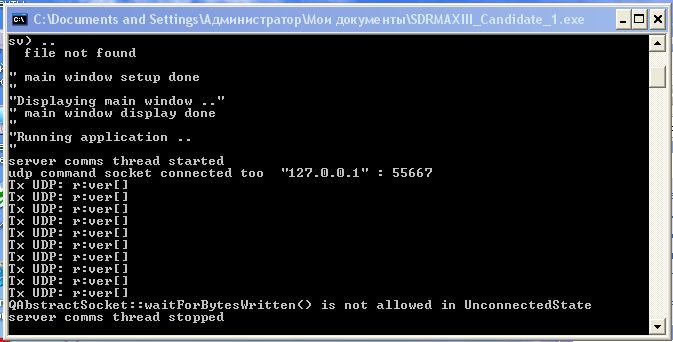 C:\Documents and Settings\Администратор\Мои документы\SDRMAXIII_Candidate_1.exe
sv) ..
file not found
" main window setup done
"
"Displaying main window .."
" main window display done
"
"Running application ..
"
server comms thread started
udp command socket connected too  "127.0.0.1" : 55667
Tx UDP: r:ver[]
Tx UDP: r:ver[]
Tx UDP: r:ver[]
Tx UDP: r:ver[]
Tx UDP: r:ver[]
Tx UDP: r:ver[]
Tx UDP: r:ver[]
Tx UDP: r:ver[]
Tx UDP: r:ver[]
Tx UDP: r:ver[]
QAbstractSocket::waitForBytesWritten() is not allowed in UnconnectedState
server comms thread stopped